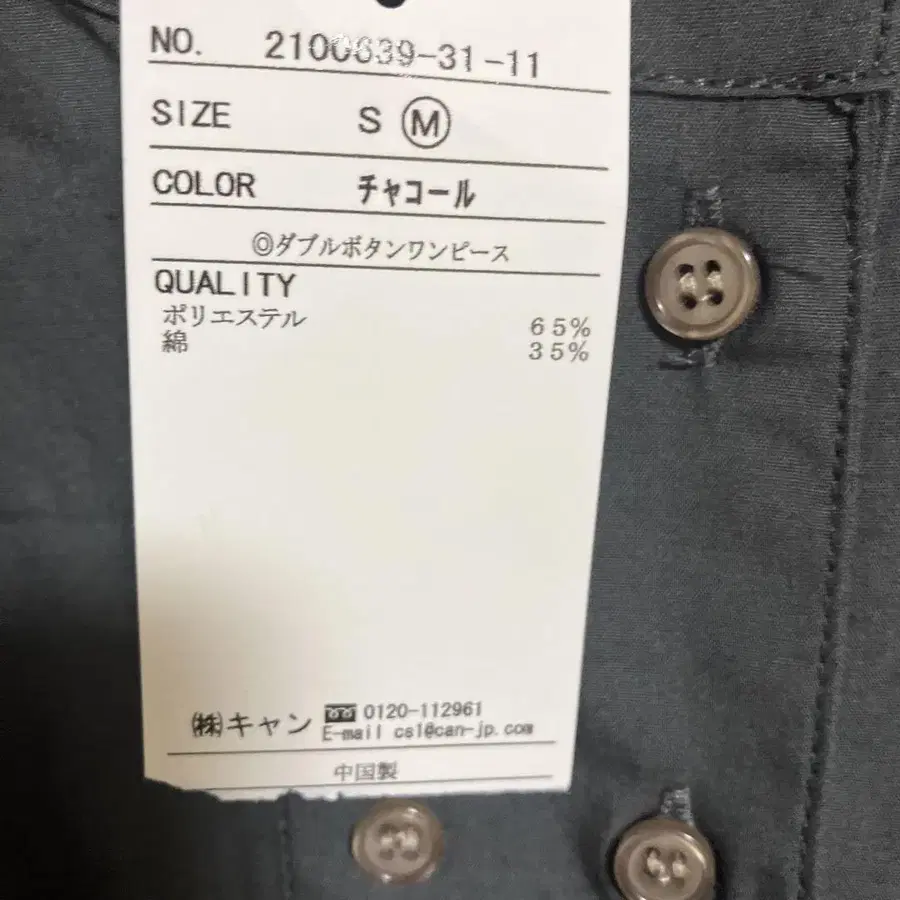 NO. 2100639-31-11
SIZE S Ⓜ
COLOR チャコール
◎ダブルボタンワンピース
QUALITY
ポリエステル 65%
綿 35%
㈱キャン 0120-112961
E-mail cs1@can-jp.com
中国製